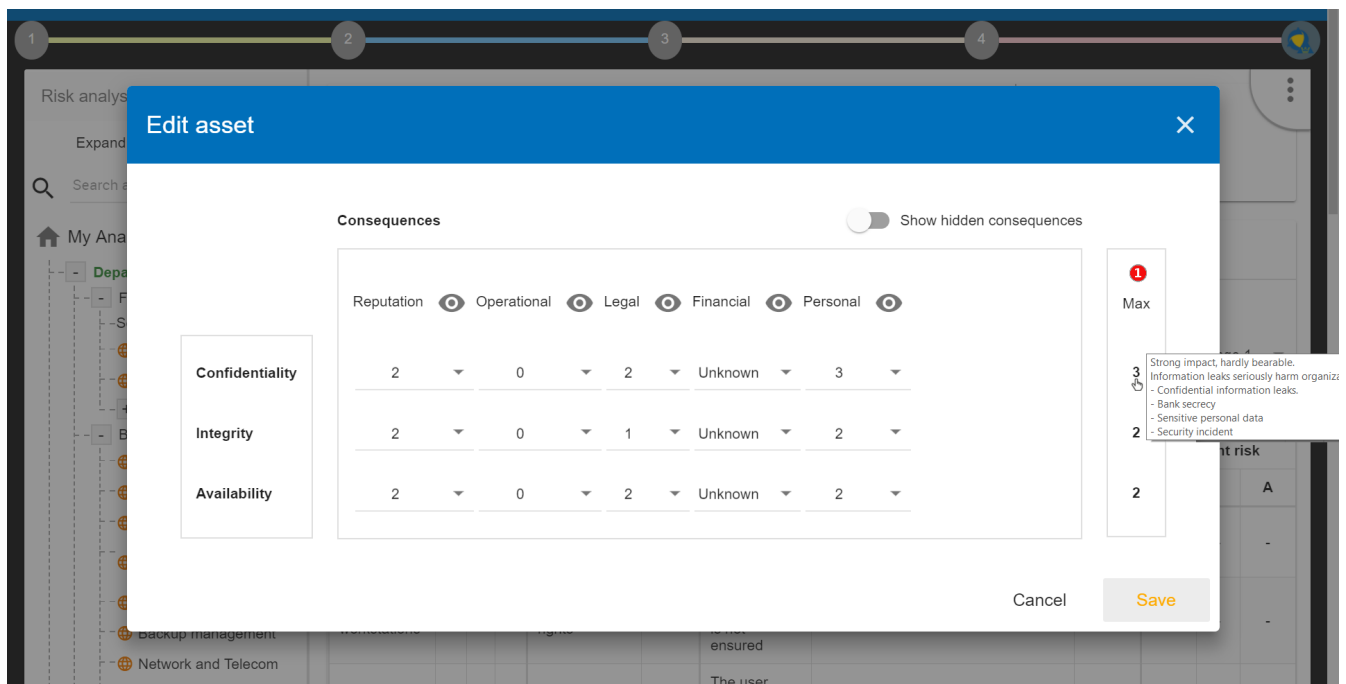 1 2 3 4
Risk analys
Edit asset
Expand
Search a
Consequences Show hidden consequences
My Ana
1
Depa
Reputation Operational Legal Financial Personal Max
F
S
Confidentiality 2 0 2 Unknown 3 3
Strong impact, hardly bearable.
Information leaks seriously harm organiza
- Confidential information leaks.
- Bank secrecy
- Sensitive personal data
- Security incident
B
Integrity 2 0 1 Unknown 2 2
nt risk
Availability 2 0 2 Unknown 2 2
A
-
Cancel Save
Backup management
workstations rights is not
-
ensured
Network and Telecom
The user